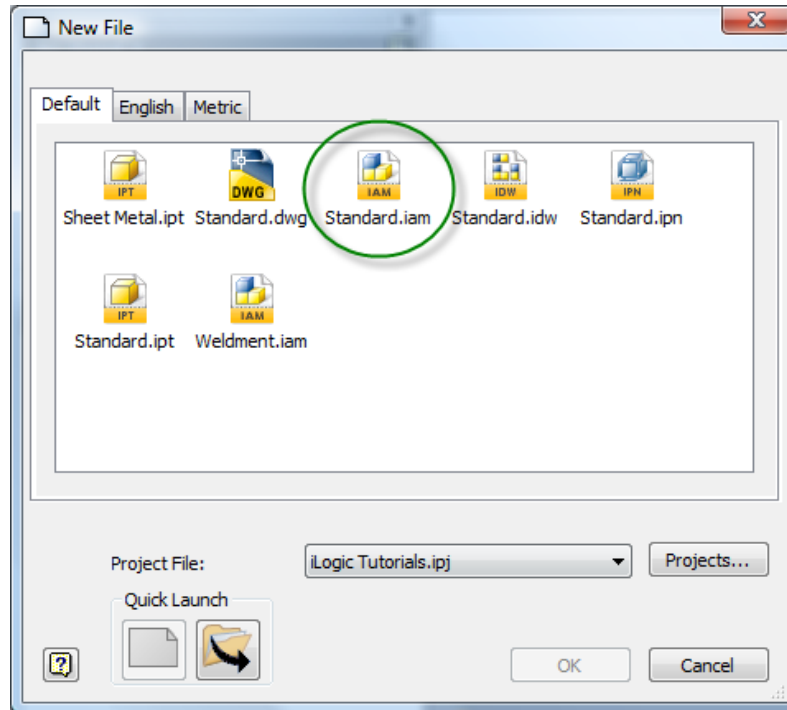 New File
Default English Metric
IPT DWG IAM IDW IPN
Sheet Metal.ipt Standard.dwg Standard.iam Standard.idw Standard.ipn
IPT IAM
Standard.ipt Weldment.iam
Project File: iLogic Tutorials.ipj Projects...
Quick Launch
OK Cancel